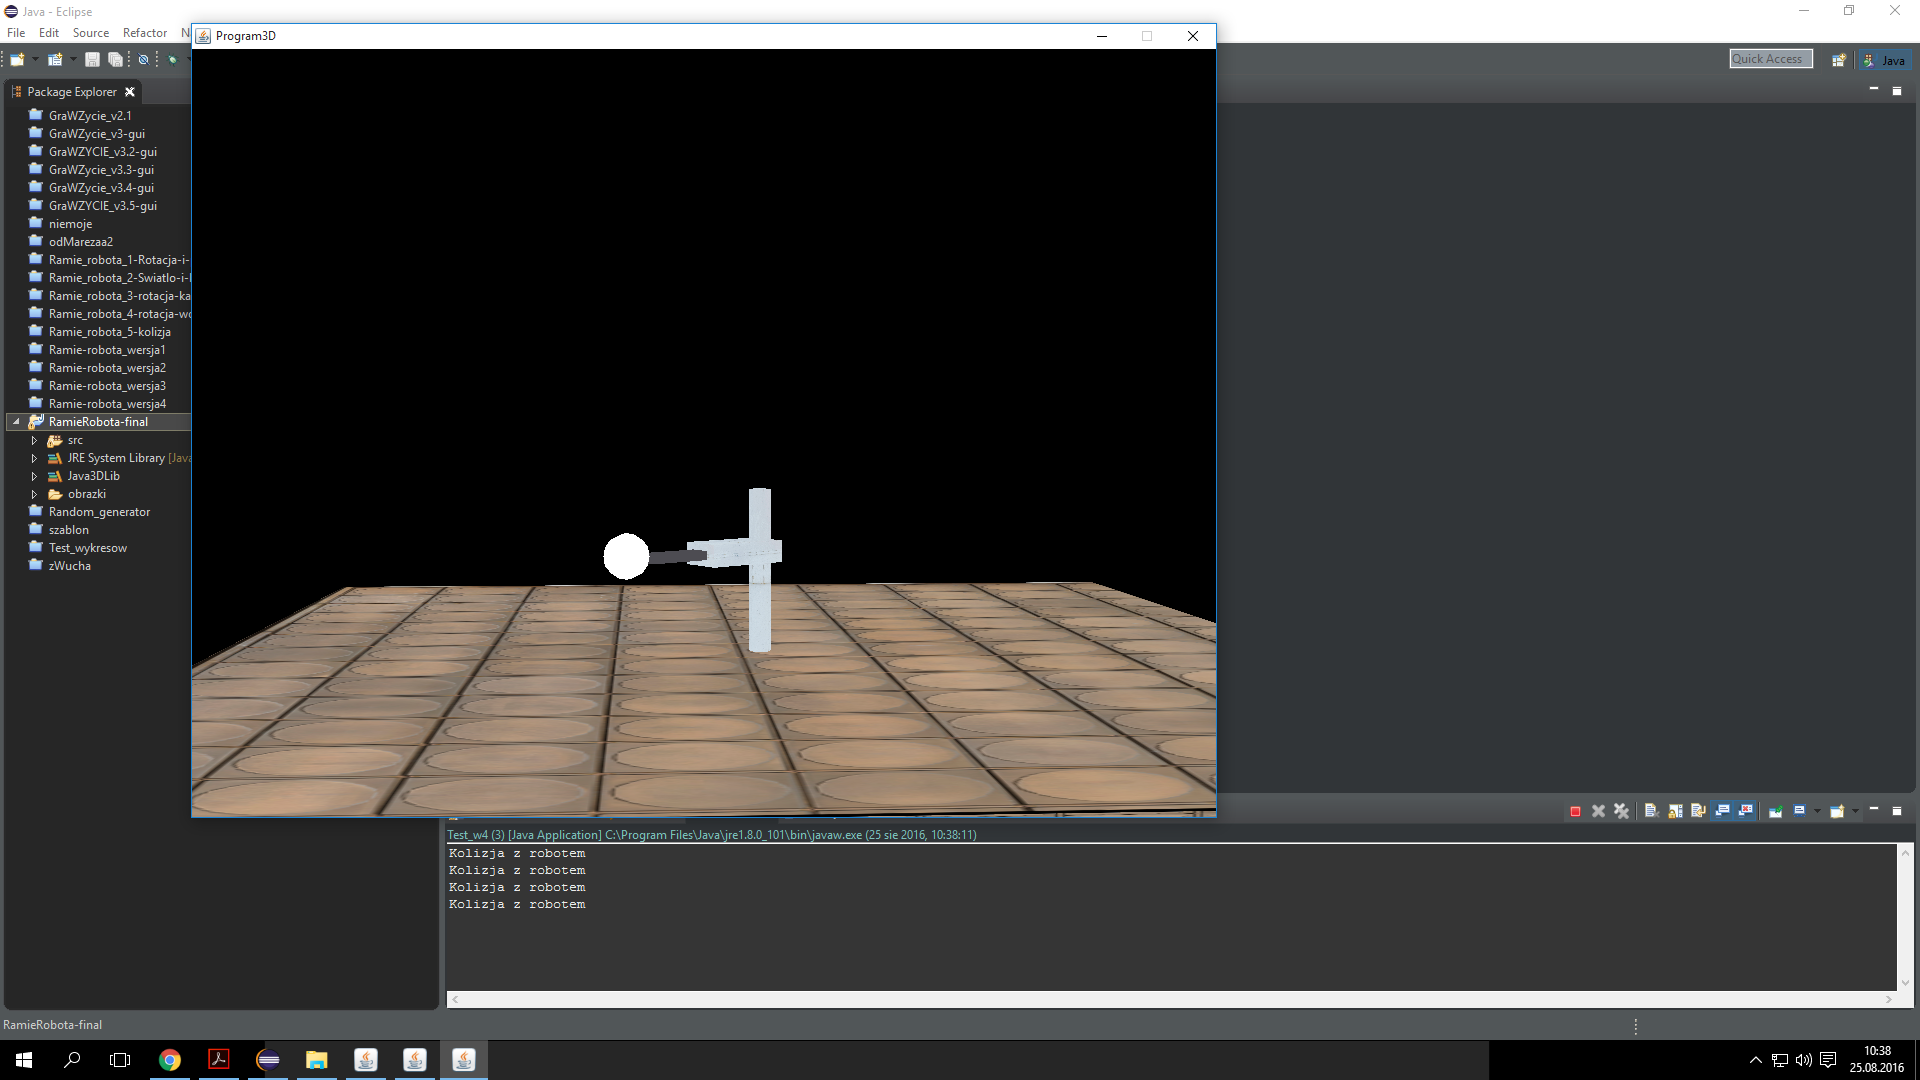 Java - Eclipse
File Edit Source Refactor
Program3D
Quick Access
Java
Package Explorer
GraWZycie_v2.1
GraWZycie_v3-gui
GraWZYCIE_v3.2-gui
GraWZycie_v3.3-gui
GraWZycie_v3.4-gui
GraWZYCIE_v3.5-gui
niemoje
odMarezaa2
Ramie_robota_1-Rotacja-i-
Ramie_robota_2-Swiatlo-i-
Ramie_robota_3-rotacja-ka
Ramie_robota_4-rotacja-wo
Ramie_robota_5-kolizja
Ramie-robota_wersja1
Ramie-robota_wersja2
Ramie-robota_wersja3
Ramie-robota_wersja4
RamieRobota-final
src
JRE System Library [Java
Java3DLib
obrazki
Random_generator
szablon
Test_wykresow
zWucha
Test_w4 (3) [Java Application] C:\Program Files\Java\jre1.8.0_101\bin\javaw.exe (25 sie 2016, 10:38:11)
Kolizja z robotem
Kolizja z robotem
Kolizja z robotem
Kolizja z robotem
RamieRobota-final
10:38
25.08.2016